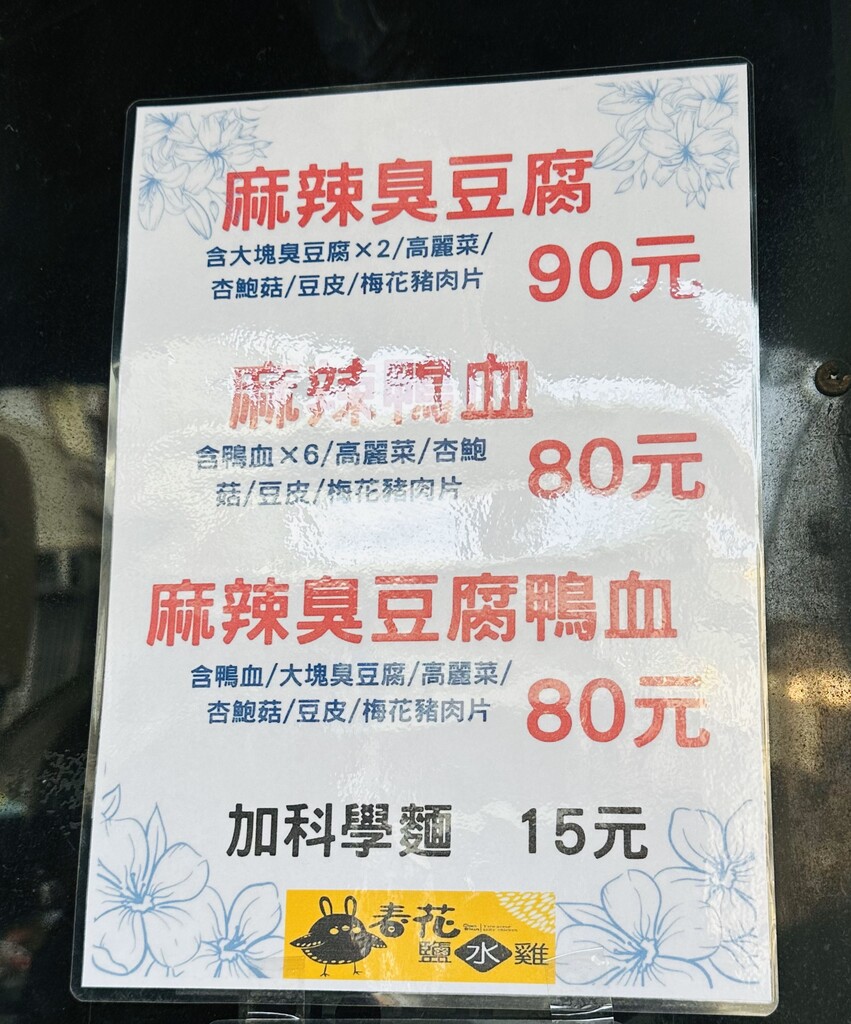 麻辣臭豆腐
含大塊臭豆腐×2/高麗菜/
杏鮑菇/豆皮/梅花豬肉片
90元
麻辣鴨血
含鴨血×6/高麗菜/杏鮑
菇/豆皮/梅花豬肉片
80元
麻辣臭豆腐鴨血
含鴨血/大塊臭豆腐/高麗菜/
杏鮑菇/豆皮/梅花豬肉片
80元
加科學麵 15元
春花
鹽水雞